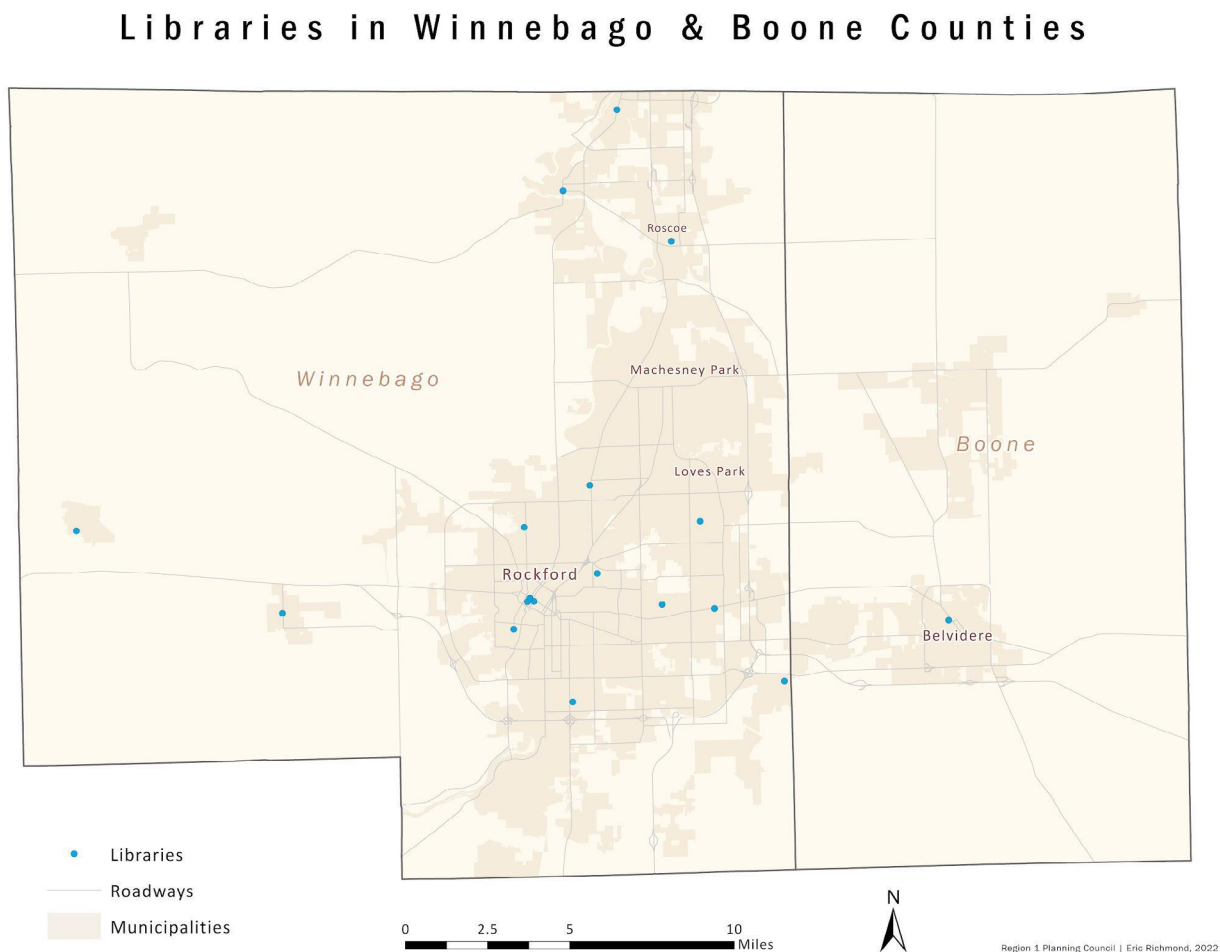 Libraries in Winnebago & Boone Counties
Roscoe
Machesney Park
Winnebago
Boone
Loves Park
Rockford
Belvidere
Libraries
Roadways
Municipalities
0 2.5 5 10
Miles
N
Region 1 Planning Council | Eric Richmond, 2022